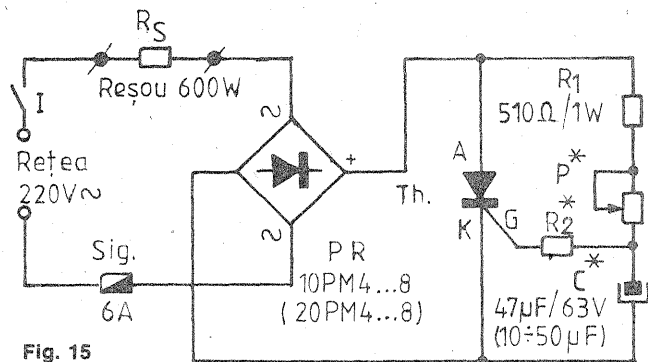 RS
Reșou 600W
I
Rețea
220V~
Sig.
6A
~
~
+
PR
10PM4...8
(20PM4...8)
Th.
A
K
G
R1
510Ω/1W
P*
R2*
C*
47µF/63V
(10÷50µF)
Fig. 15